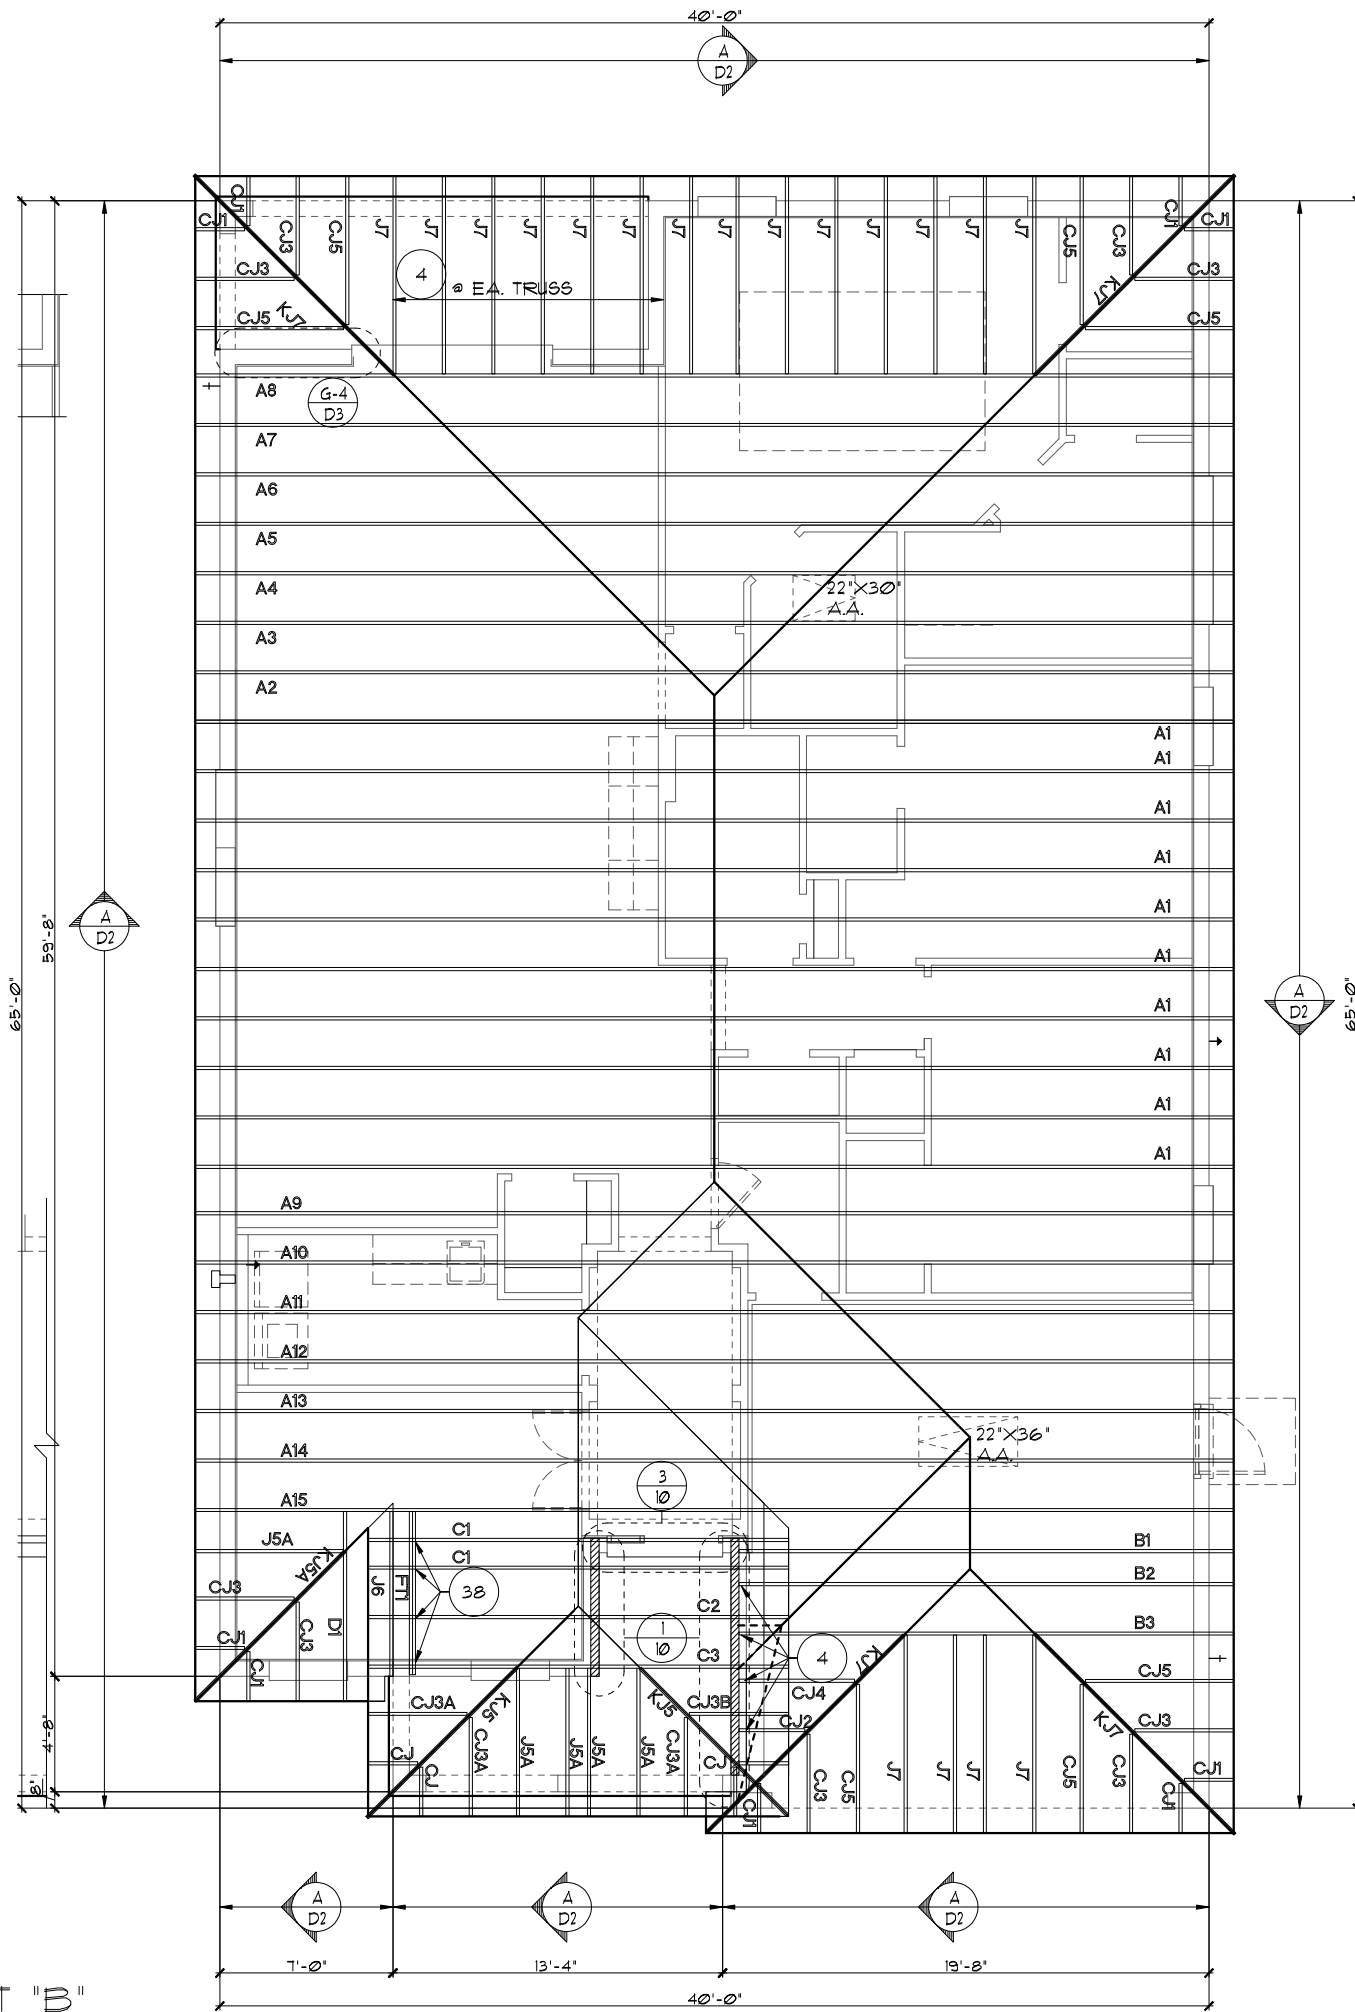 40'-0"
A
D2
CJ1 CJ1 CJ1 CJ1
CJ3 CJ5 J7 J7 J7 J7 J7 J7 J7 J7 J7 J7 J7 J7 J7 J7 CJ5 CJ3
CJ3 CJ3
4 @ EA. TRUSS
CJ5 KJ7 KJ7 CJ5
A8 G-4
D3
A7
A6
A5
A4 22"X30"
A.A.
A3
A2
A1
A1
A1
A1
A1
A1
A1
A1
A1
A1
59'-8"
65'-0"
A
D2
A
D2
65'-0"
A9
A10
A11
A12
A13
A14 22"X36"
A.A.
A15 3
10
J5A KJ5A C1 B1
C1 B2
CJ3 J6 FT1 38 C2
CJ3 D1 1
10 B3
CJ1 CJ1 C3 4 KJ7 CJ5
CJ4
CJ3A KJ5 KJ5 CJ3B CJ2 KJ7 CJ3
CJ CJ CJ3A J5A J5A J5A J5A CJ3A CJ CJ1 CJ3 CJ5 J7 J7 J7 CJ5 CJ3 CJ1 CJ1
4'-8"
8"
A
D2
A
D2
A
D2
7'-0" 13'-4" 19'-8"
40'-0"
T "B"